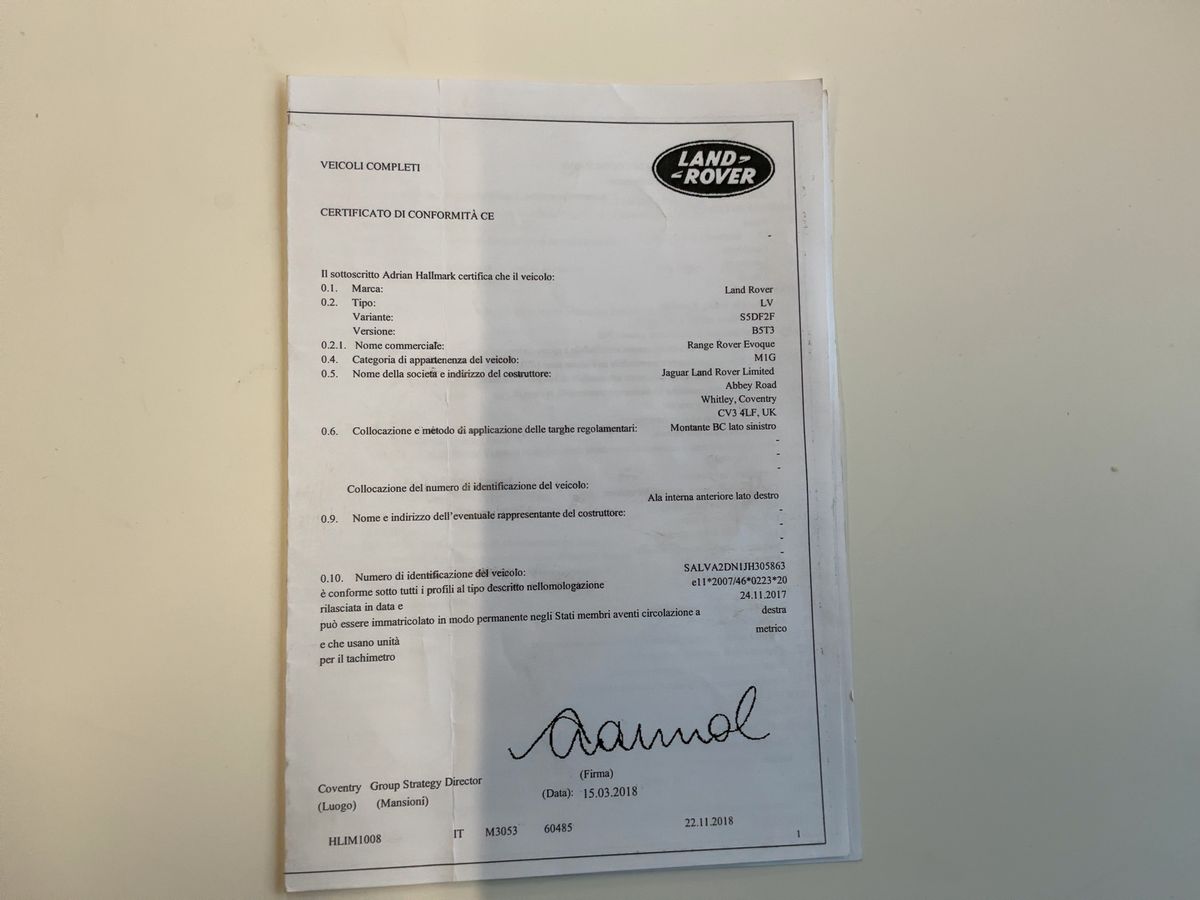 LAND-
-ROVER
VEICOLI COMPLETI
CERTIFICATO DI CONFORMITÀ CE
-
Il sottoscritto Adrian Hallmark certifica che il veicolo:
0.1. Marca: Land Rover
0.2. Tipo: LV
Variante: S5DF2F
Versione: B5T3
0.2.1. Nome commerciale: Range Rover Evoque
0.4. Categoria di appartenenza del veicolo: M1G
0.5. Nome della società e indirizzo del costruttore: Jaguar Land Rover Limited
Abbey Road
Whitley, Coventry
CV3 4LF, UK
0.6. Collocazione e metodo di applicazione delle targhe regolamentari: Montante BC lato sinistro
-
-
-
Collocazione del numero di identificazione del veicolo:
Ala interna anteriore lato destro
0.9. Nome e indirizzo dell'eventuale rappresentante del costruttore: -
-
-
0.10. Numero di identificazione del veicolo: SALVA2DN1JH305863
è conforme sotto tutti i profili al tipo descritto nellomologazione e11*2007/46*0223*20
rilasciata in data e 24.11.2017
può essere immatricolato in modo permanente negli Stati membri aventi circolazione a destra
e che usano unità metrico
per il tachimetro
(Firma)
Coventry Group Strategy Director
(Luogo) (Mansioni) (Data): 15.03.2018
HLIM1008 IT M3053 60485 22.11.2018 1